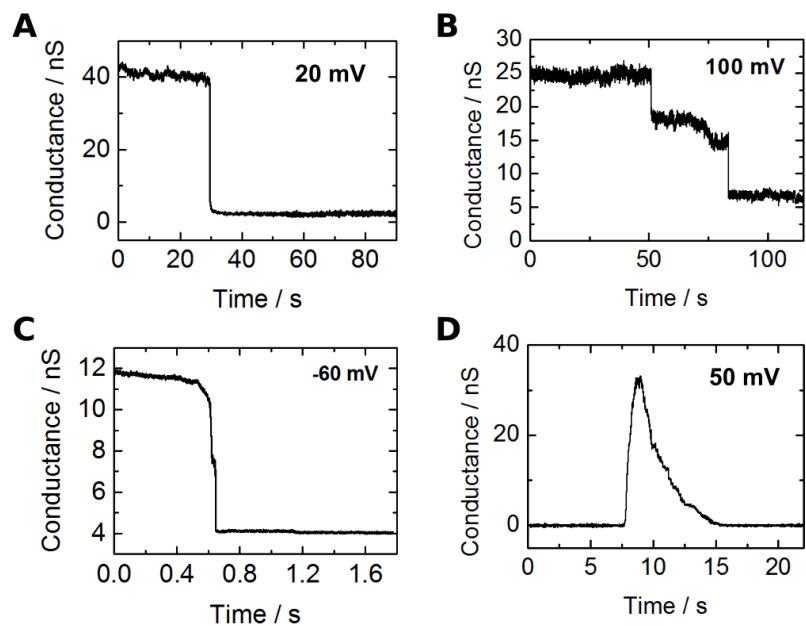 A
Conductance / nS
40
20
0
20 mV
0 20 40 60 80
Time / s
B
Conductance / nS
30
25
20
15
10
5
0
100 mV
0 50 100
Time / s
C
Conductance / nS
12
10
8
6
4
-60 mV
0.0 0.4 0.8 1.2 1.6
Time / s
D
Conductance / nS
40
20
0
50 mV
0 5 10 15 20
Time / s